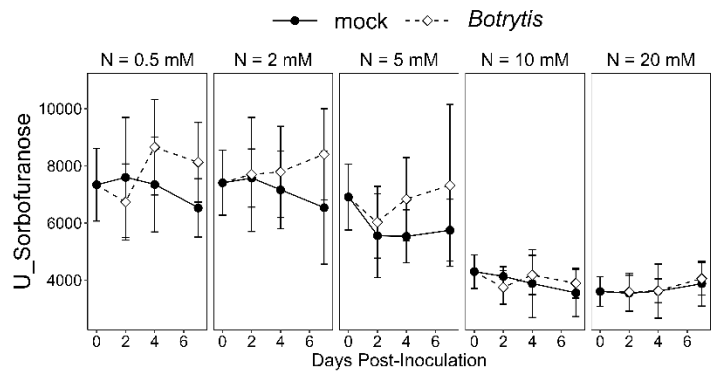 mock Botrytis
N = 0.5 mM N = 2 mM N = 5 mM N = 10 mM N = 20 mM
U_Sorbofuranose
10000
8000
6000
4000
0 2 4 6 0 2 4 6 0 2 4 6 0 2 4 6 0 2 4 6
Days Post-Inoculation